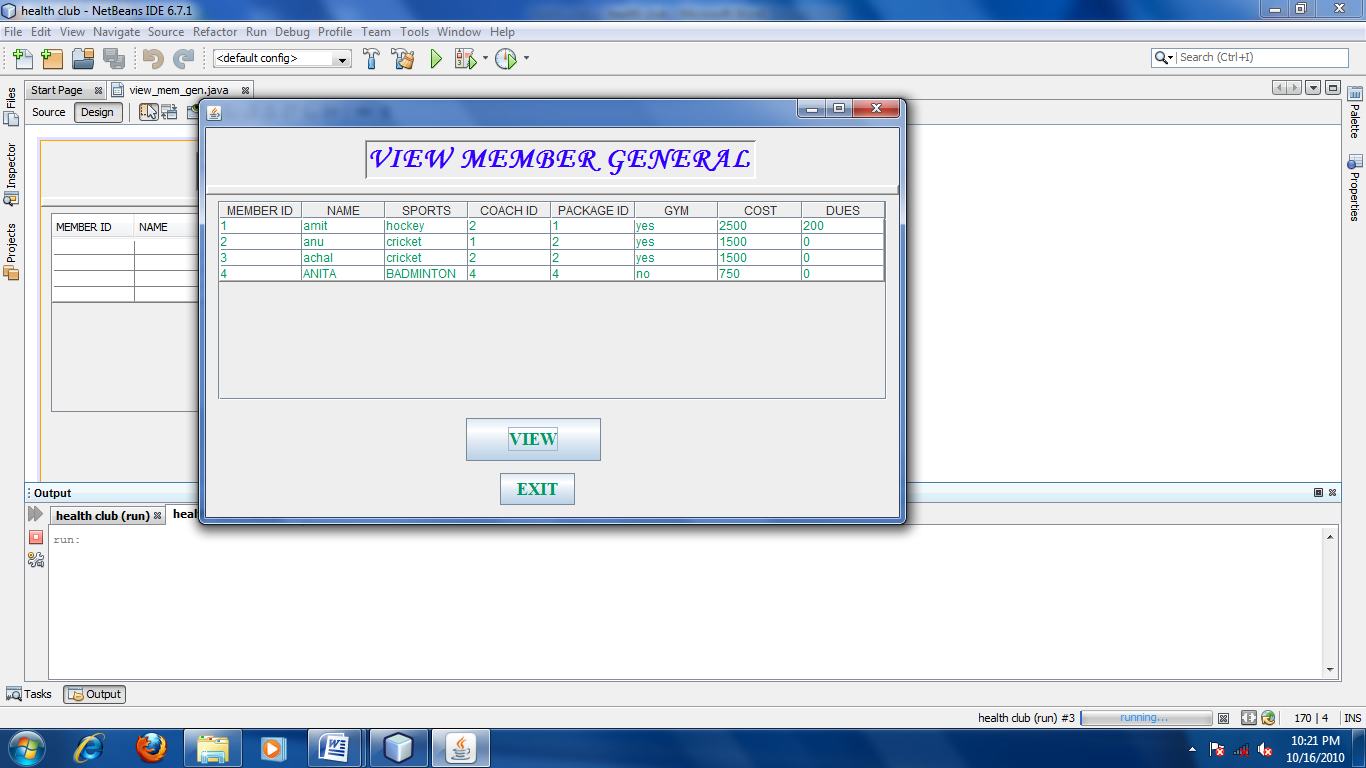 health club - NetBeans IDE 6.7.1
File Edit View Navigate Source Refactor Run Debug Profile Team Tools Window Help
<default config>
Search (Ctrl+I)
Start Page view_mem_gen.java
Source Design
Files
Inspector
Projects
Palette
Properties
MEMBER ID NAME
VIEW MEMBER GENERAL
MEMBER ID NAME SPORTS COACH ID PACKAGE ID GYM COST DUES
1 amit hockey 2 1 yes 2500 200
2 anu cricket 1 2 yes 1500 0
3 achal cricket 2 2 yes 1500 0
4 ANITA BADMINTON 4 4 no 750 0
VIEW
EXIT
Output
health club (run)
run:
Tasks Output
health club (run) #3 running... 170 | 4 INS
10:21 PM
10/16/2010